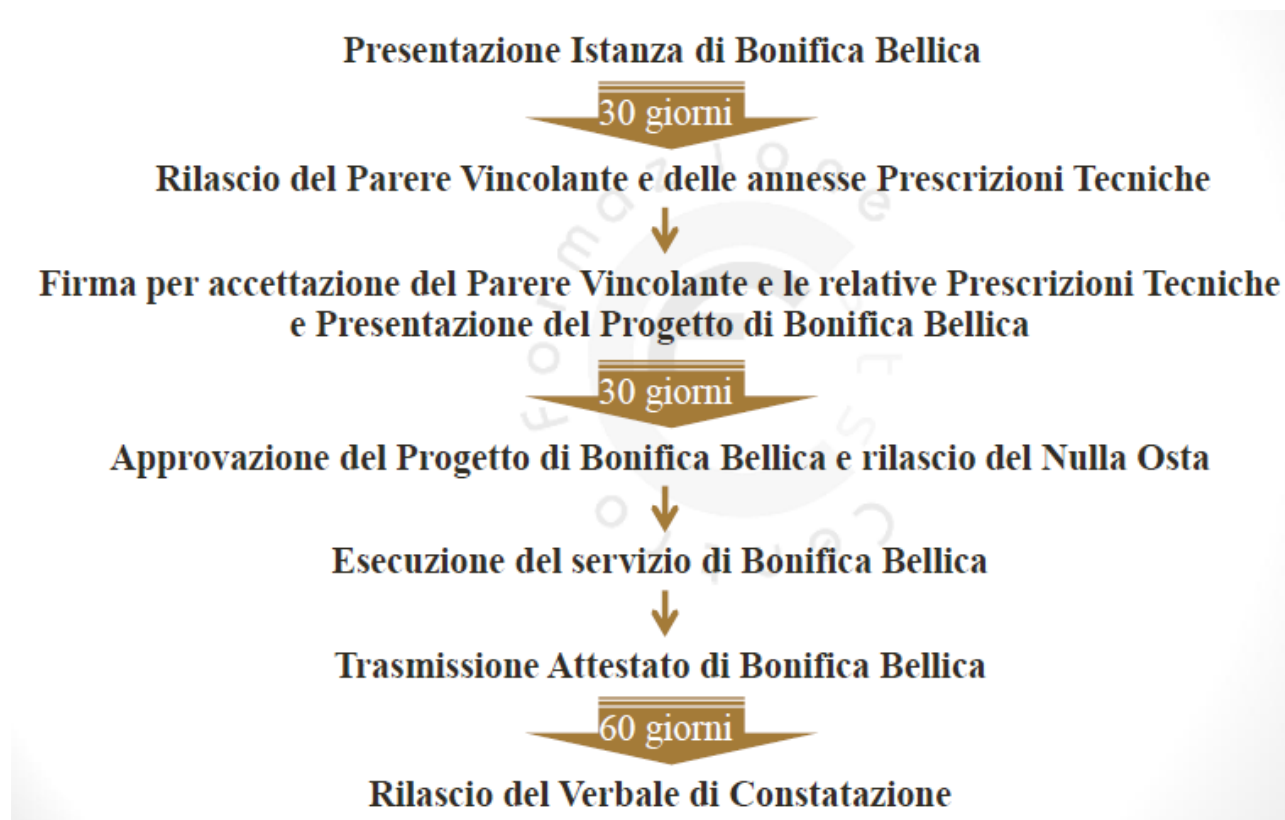 Presentazione Istanza di Bonifica Bellica
30 giorni
Rilascio del Parere Vincolante e delle annesse Prescrizioni Tecniche
Firma per accettazione del Parere Vincolante e le relative Prescrizioni Tecniche
e Presentazione del Progetto di Bonifica Bellica
30 giorni
Approvazione del Progetto di Bonifica Bellica e rilascio del Nulla Osta
Esecuzione del servizio di Bonifica Bellica
Trasmissione Attestato di Bonifica Bellica
60 giorni
Rilascio del Verbale di Constatazione